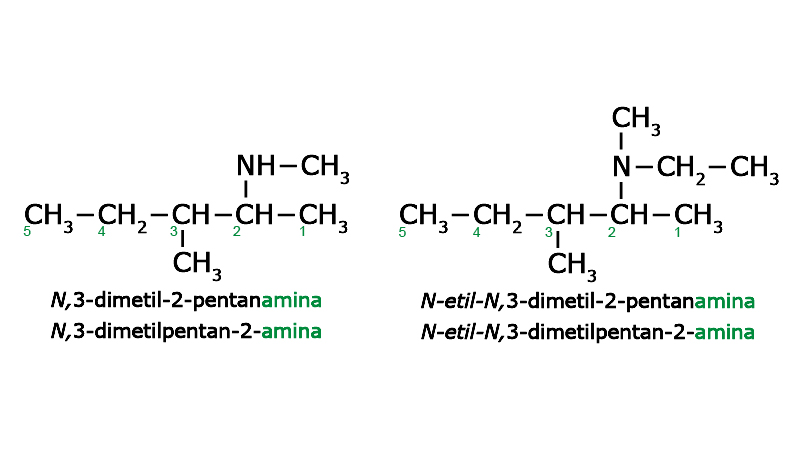 NH–CH₃
CH₃–CH₂–CH–CH–CH₃
5 4 3 2 1
CH₃
N,3-dimetil-2-pentanamina
N,3-dimetilpentan-2-amina
CH₃
N–CH₂–CH₃
CH₃–CH₂–CH–CH–CH₃
5 4 3 2 1
CH₃
N-etil-N,3-dimetil-2-pentanamina
N-etil-N,3-dimetilpentan-2-amina